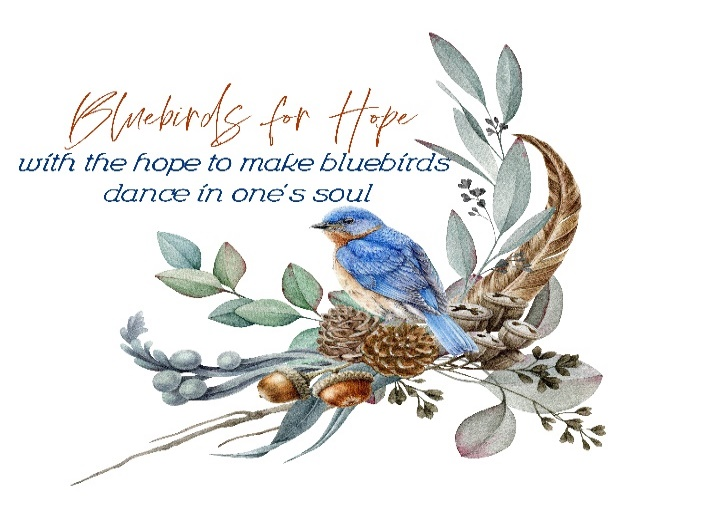 Bluebirds for Hope
with the hope to make bluebirds
dance in one's soul